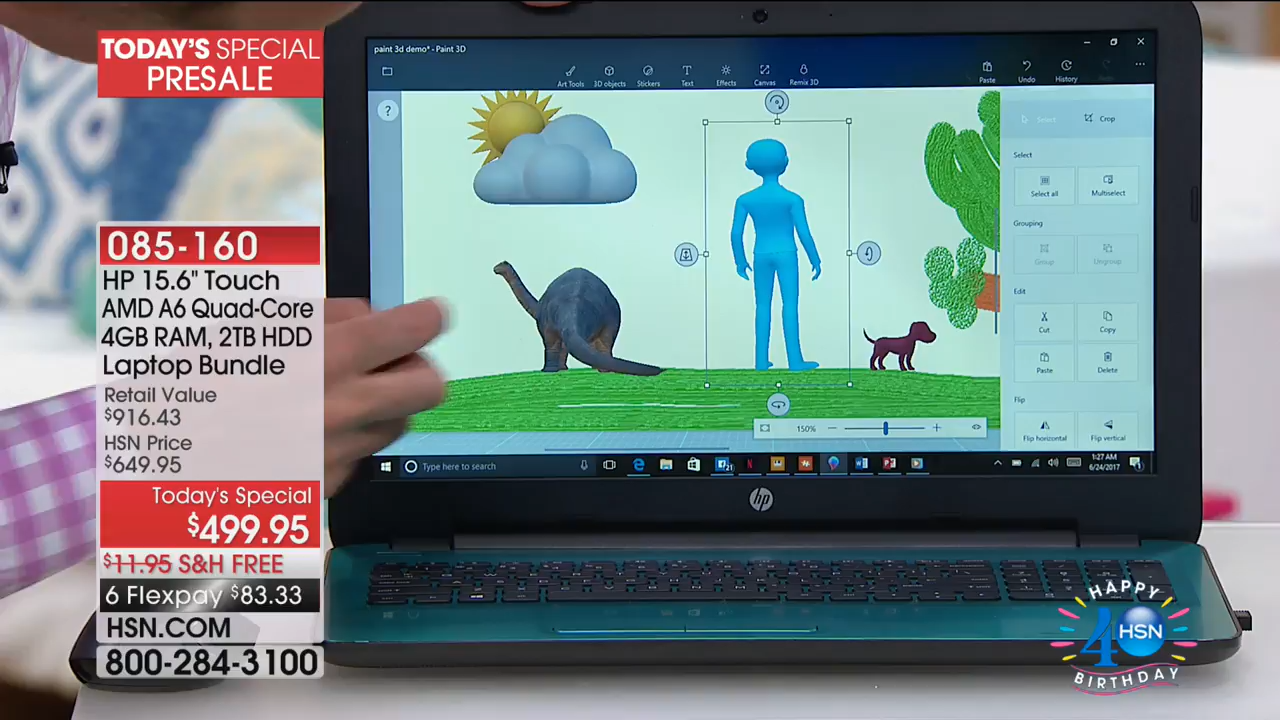 TODAY'S SPECIAL
PRESALE
085-160
HP 15.6" Touch
AMD A6 Quad-Core
4GB RAM, 2TB HDD
Laptop Bundle
Retail Value
$916.43
HSN Price
$649.95
Today's Special
$499.95
$11.95 S&H FREE
6 Flexpay $83.33
HSN.COM
800-284-3100
paint 3d demo* - Paint 3D
Art Tools
3D objects
Stickers
Text
Effects
Canvas
Remix 3D
Paste
Undo
History
?
Select
Crop
Select
Select all
Multiselect
Grouping
Group
Ungroup
Edit
Cut
Copy
Paste
Delete
Flip
Flip horizontal
Flip vertical
150%
Type here to search
1:27 AM
6/24/2017
hp
HAPPY
40
HSN
BIRTHDAY